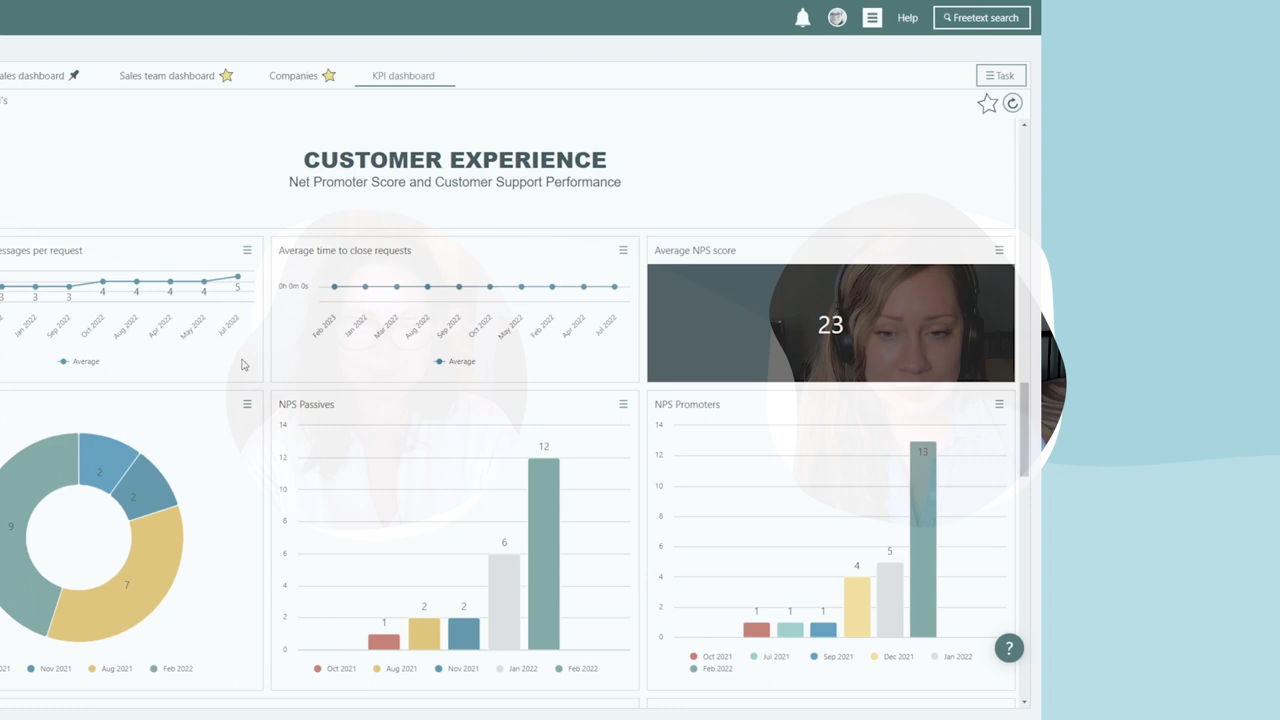 Help
Freetext search
ales dashboard
Sales team dashboard
Companies
KPI dashboard
Task
l's
CUSTOMER EXPERIENCE
Net Promoter Score and Customer Support Performance
essages per request
3 3 3 4 4 4 4 5
Jan 2022 Sep 2022 Oct 2022 Aug 2022 Apr 2022 May 2022 Jul 2022
Average
Average time to close requests
0h 0m 0s
Feb 2023 Jan 2022 Mar 2022 Aug 2022 Sep 2022 Oct 2022 May 2022 Feb 2022 Apr 2022 Jul 2022
Average
Average NPS score
23
2
2
9
7
021 Nov 2021 Aug 2021 Feb 2022
NPS Passives
14
12
12
10
8
6
6
4
2 2
2
1
0
Oct 2021 Aug 2021 Nov 2021 Jan 2022 Feb 2022
NPS Promoters
14
13
12
10
8
6
5
4
4
2
1 1 1
0
Oct 2021 Jul 2021 Sep 2021 Dec 2021 Jan 2022
Feb 2022
?